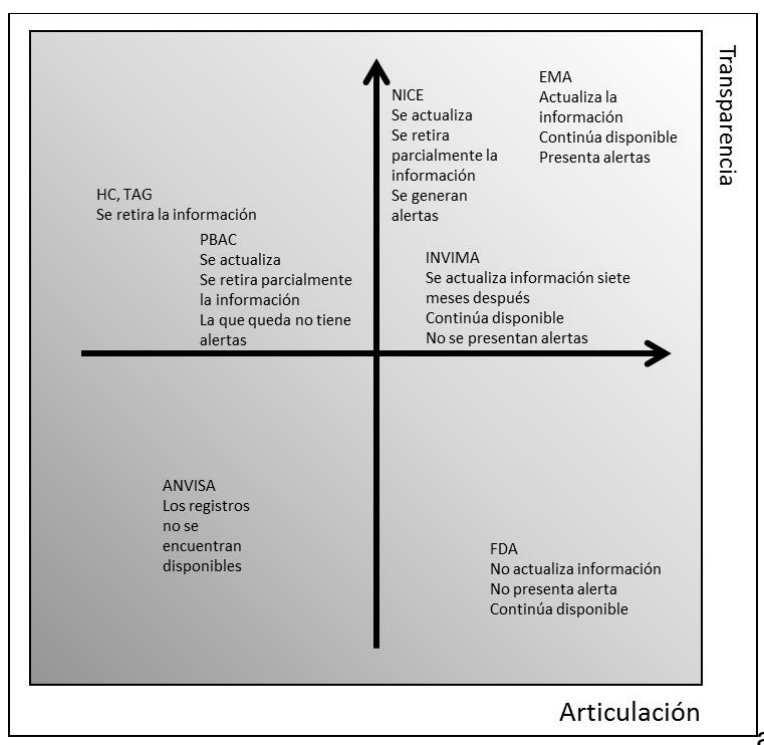 Transparencia
EMA
Actualiza la
información
Continúa disponible
Presenta alertas
NICE
Se actualiza
Se retira
parcialmente la
información
Se generan
alertas
HC, TAG
Se retira la información
PBAC
Se actualiza
Se retira parcialmente
la información
La que queda no tiene
alertas
INVIMA
Se actualiza información siete
meses después
Continúa disponible
No se presentan alertas
ANVISA
Los registros
no se
encuentran
disponibles
FDA
No actualiza información
No presenta alerta
Continúa disponible
Articulación